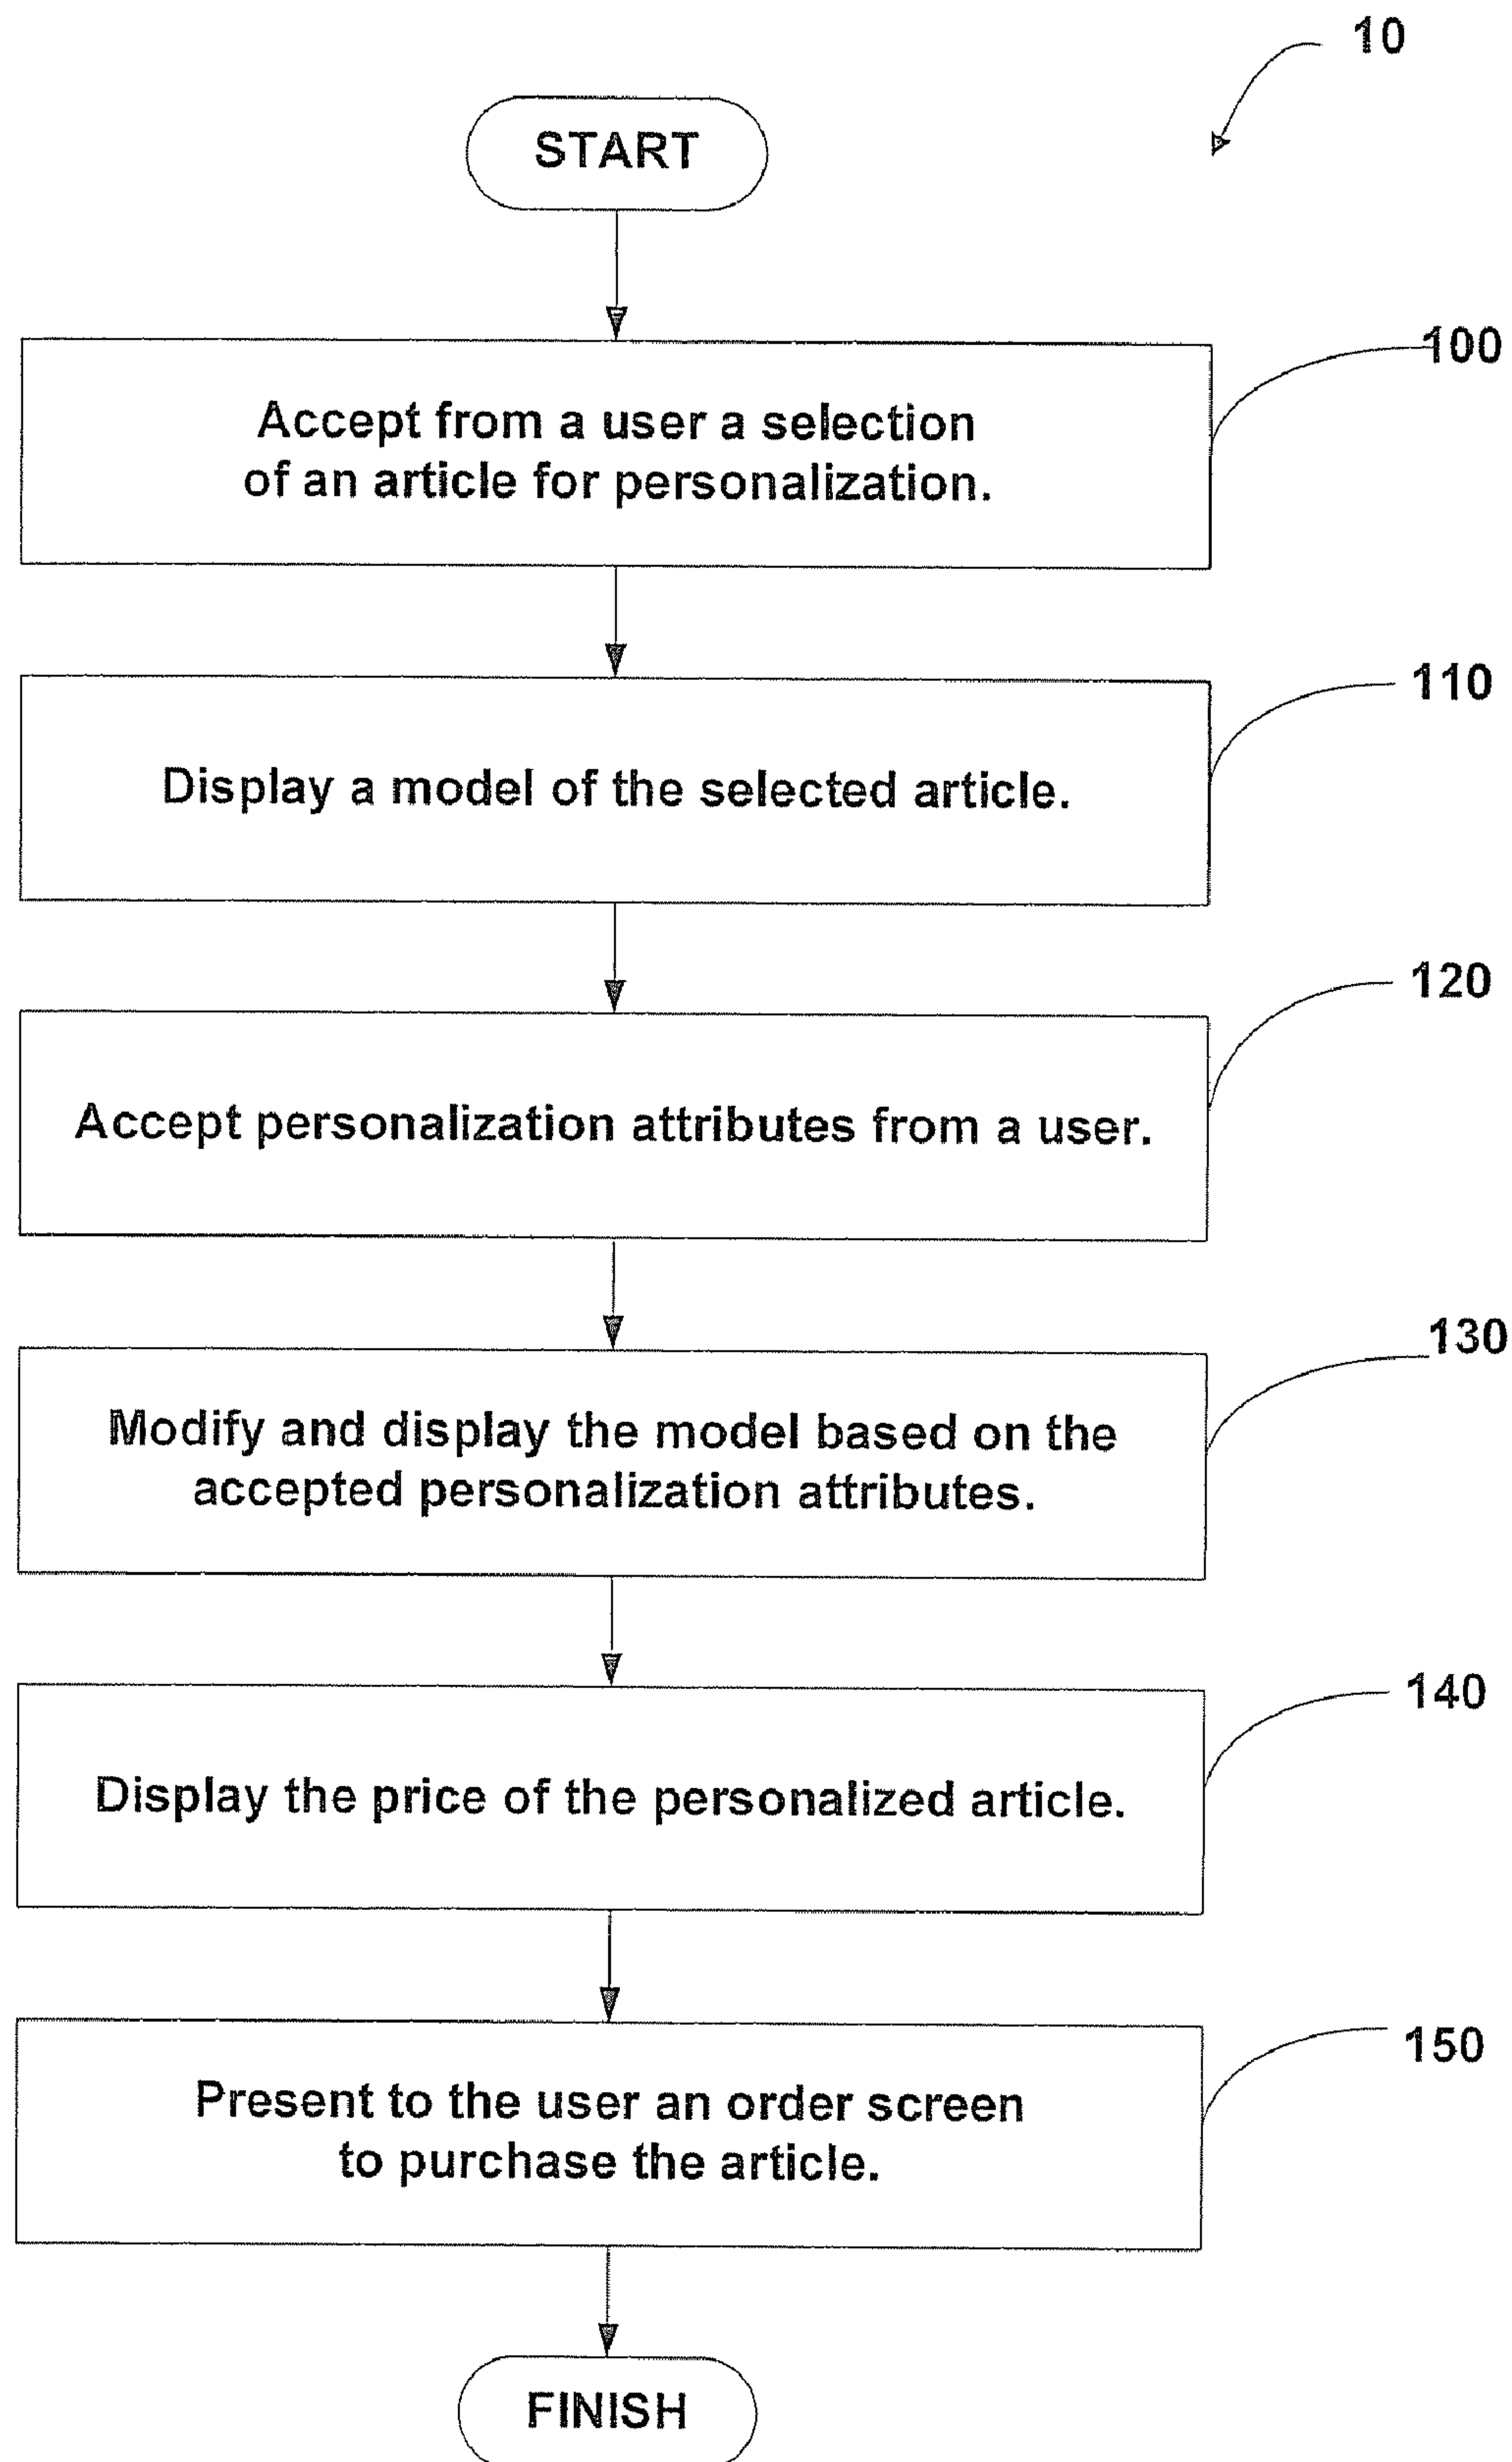 10
START
100
Accept from a user a selection
of an article for personalization.
110
Display a model of the selected article.
120
Accept personalization attributes from a user.
130
Modify and display the model based on the
accepted personalization attributes.
140
Display the price of the personalized article.
150
Present to the user an order screen
to purchase the article.
FINISH